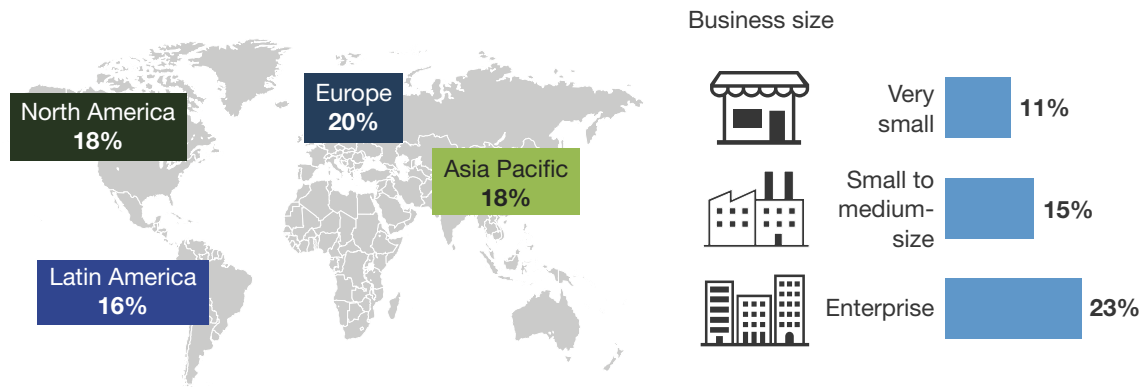 North America
18%
Europe
20%
Asia Pacific
18%
Latin America
16%
Business size
Very
small
11%
Small to
medium-
size
15%
Enterprise
23%